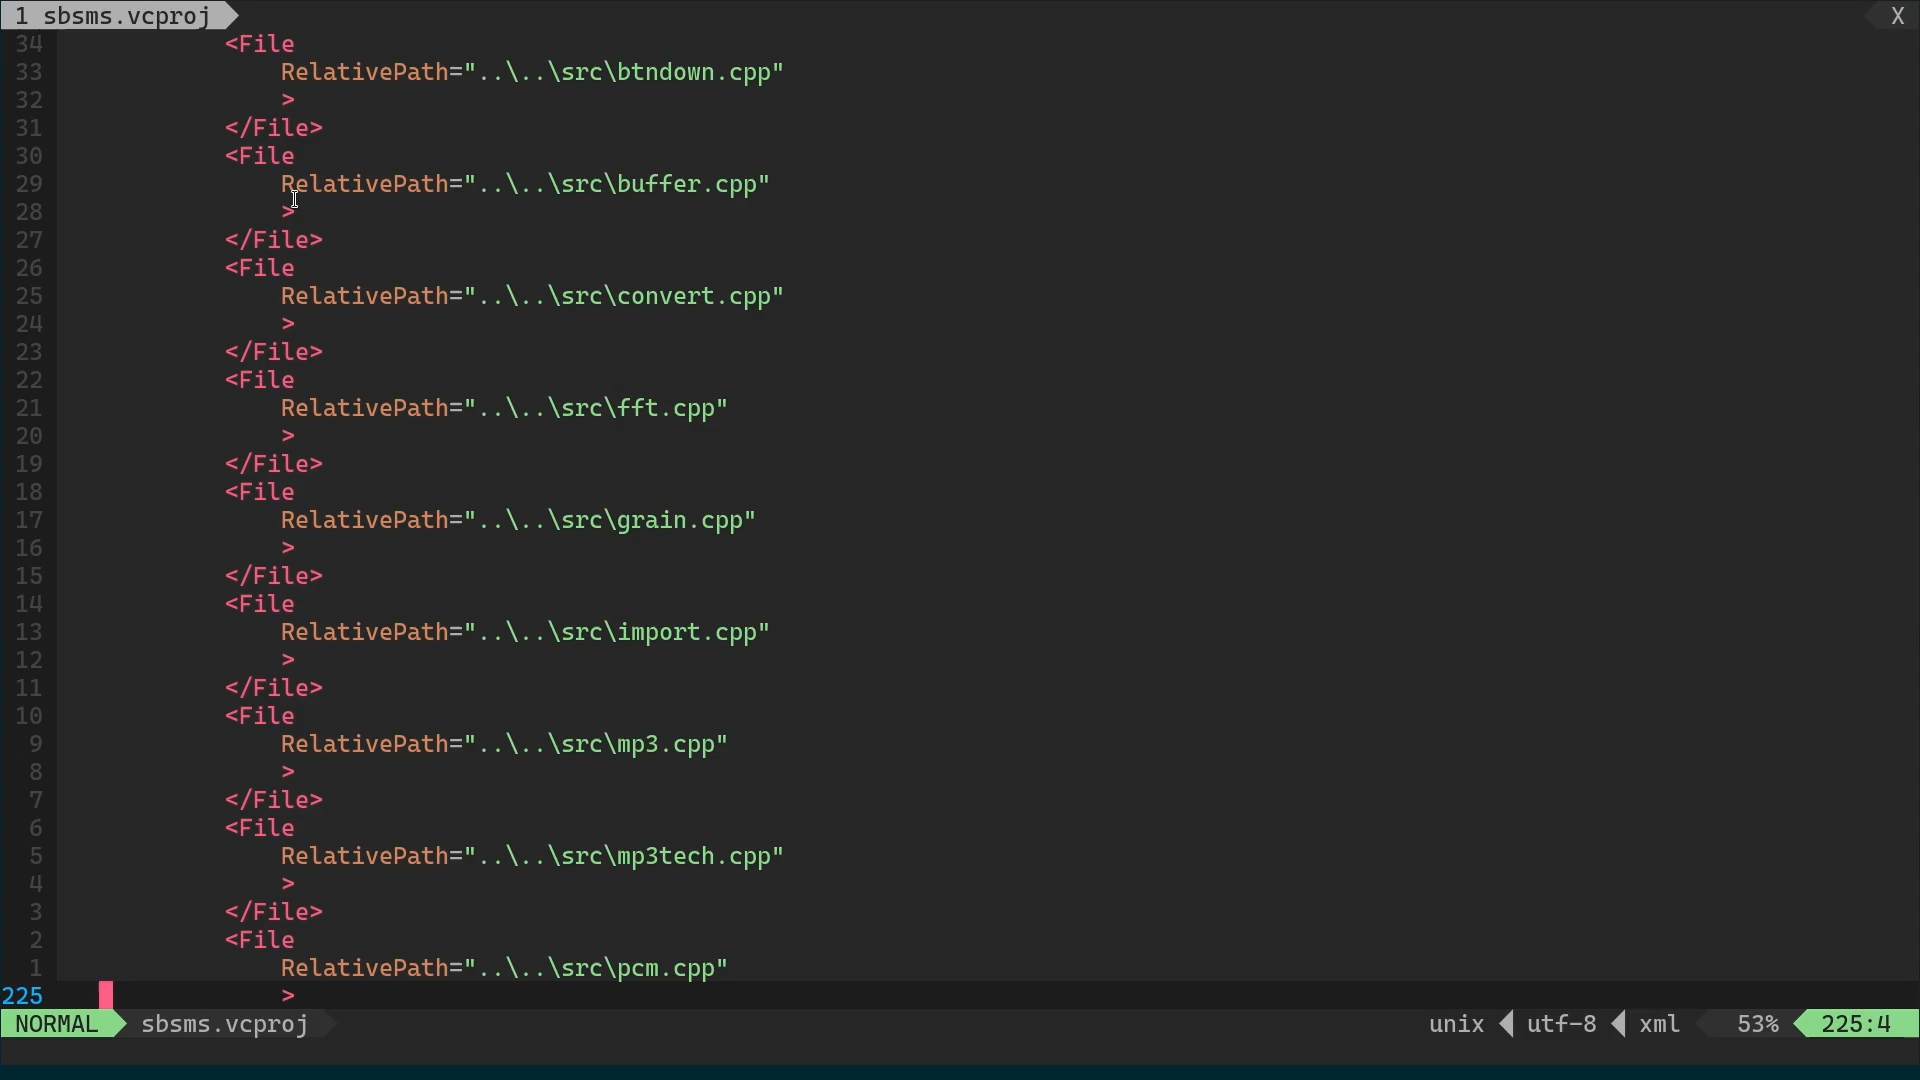 1 sbsms.vcproj X
34 <File
33 RelativePath="..\..\src\btndown.cpp"
32 >
31 </File>
30 <File
29 RelativePath="..\..\src\buffer.cpp"
28 >
27 </File>
26 <File
25 RelativePath="..\..\src\convert.cpp"
24 >
23 </File>
22 <File
21 RelativePath="..\..\src\fft.cpp"
20 >
19 </File>
18 <File
17 RelativePath="..\..\src\grain.cpp"
16 >
15 </File>
14 <File
13 RelativePath="..\..\src\import.cpp"
12 >
11 </File>
10 <File
9 RelativePath="..\..\src\mp3.cpp"
8 >
7 </File>
6 <File
5 RelativePath="..\..\src\mp3tech.cpp"
4 >
3 </File>
2 <File
1 RelativePath="..\..\src\pcm.cpp"
225 >
NORMAL sbsms.vcproj unix utf-8 xml 53% 225:4